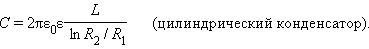 C = 2πε₀ε L / ln R₂ / R₁ (цилиндрический конденсатор).